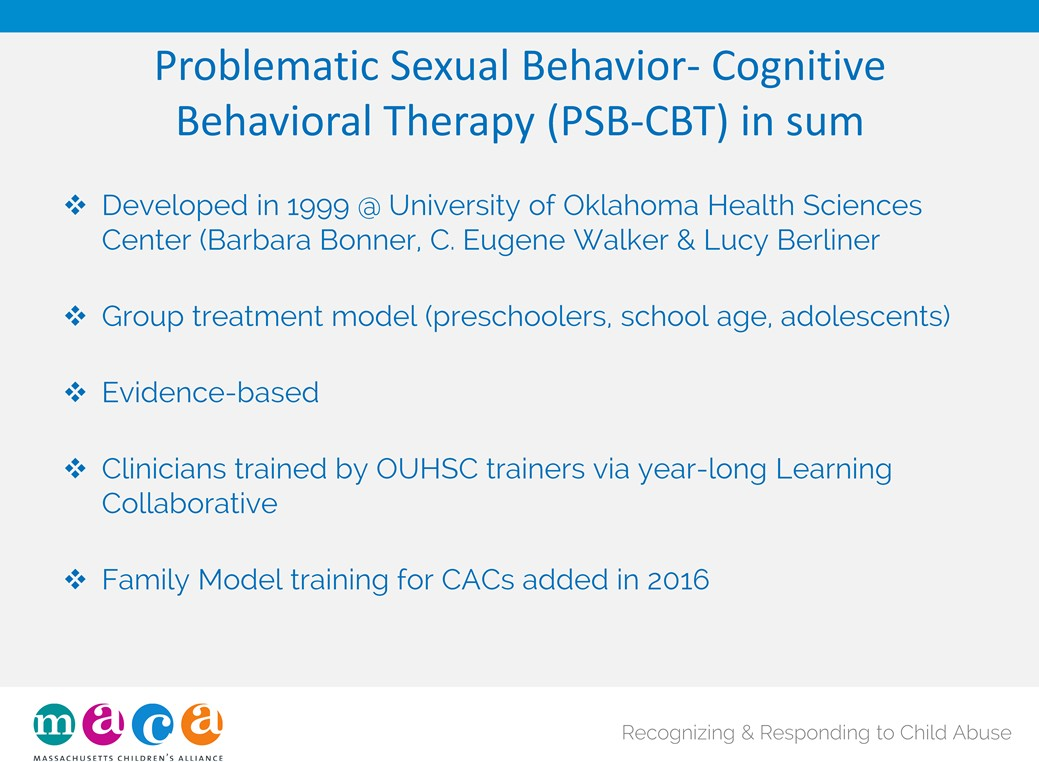 Problematic Sexual Behavior- Cognitive
Behavioral Therapy (PSB-CBT) in sum
❖ Developed in 1999 @ University of Oklahoma Health Sciences
Center (Barbara Bonner, C. Eugene Walker & Lucy Berliner
❖ Group treatment model (preschoolers, school age, adolescents)
❖ Evidence-based
❖ Clinicians trained by OUHSC trainers via year-long Learning
Collaborative
❖ Family Model training for CACs added in 2016
maca
MASSACHUSETTS CHILDREN'S ALLIANCE
Recognizing & Responding to Child Abuse